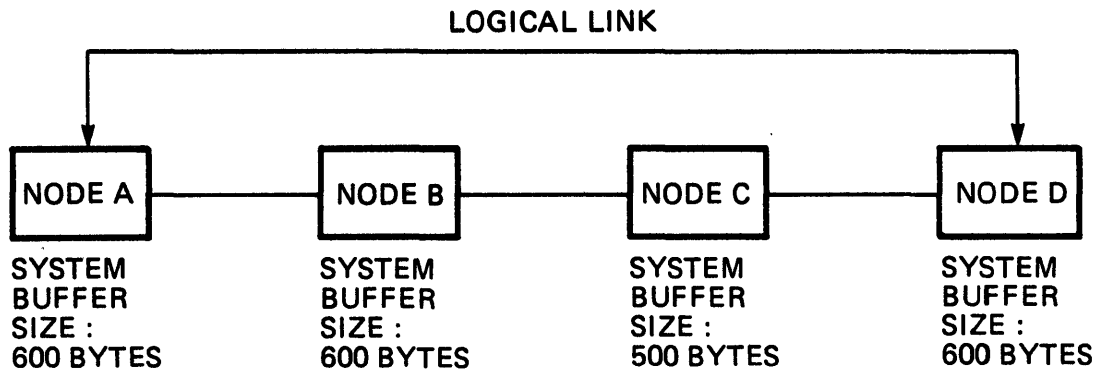 LOGICAL LINK
NODE A
NODE B
NODE C
NODE D
SYSTEM
BUFFER
SIZE :
600 BYTES
SYSTEM
BUFFER
SIZE :
600 BYTES
SYSTEM
BUFFER
SIZE :
500 BYTES
SYSTEM
BUFFER
SIZE :
600 BYTES